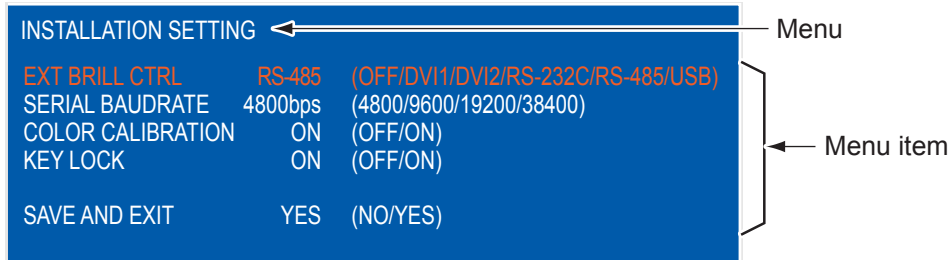 INSTALLATION SETTING
Menu
EXT BRILL CTRL RS-485 (OFF/DVI1/DVI2/RS-232C/RS-485/USB)
SERIAL BAUDRATE 4800bps (4800/9600/19200/38400)
COLOR CALIBRATION ON (OFF/ON)
KEY LOCK ON (OFF/ON)
Menu item
SAVE AND EXIT YES (NO/YES)